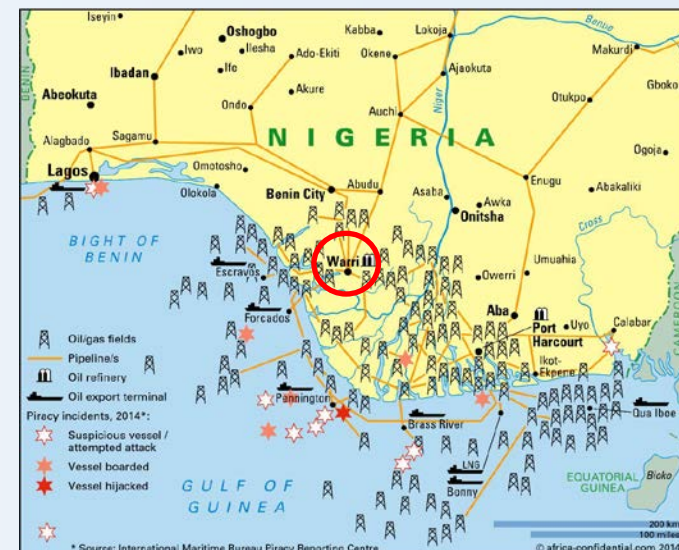 Iseyin
Oshogbo
Kabba
Lokoja
Benue
Iwo
Ilesha
Ado-Ekiti
Okene
Makurdi
Ibadan
Ife
Ajaokuta
Gboko
BENIN
Abeokuta
Akure
Ondo
Niger
Otukpo
Auchi
Alagbado
Sagamu
NIGERIA
Ogoja
Lagos
Omotosho
Olokola
Benin City
Abudu
Asaba
Awka
Enugu
Abakaliki
Onitsha
Cross
BIGHT OF
BENIN
Escravos
Warri
Owerri
Umuahia
CAMEROON
Forcados
Aba
Port
Harcourt
Uyo
Calabar
Ikot-
Ekpene
Oil/gas fields
Pipeline/s
Oil refinery
Oil export terminal
Pennington
Brass River
Qua Iboe
Piracy incidents, 2014*:
Suspicious vessel /
attempted attack
Vessel boarded
Vessel hijacked
LNG
Bonny
GULF OF
GUINEA
EQUATORIAL
GUINEA
Bioko
200 km
100 miles
* Source: International Maritime Bureau Piracy Reporting Centre
© africa-confidential.com 2014